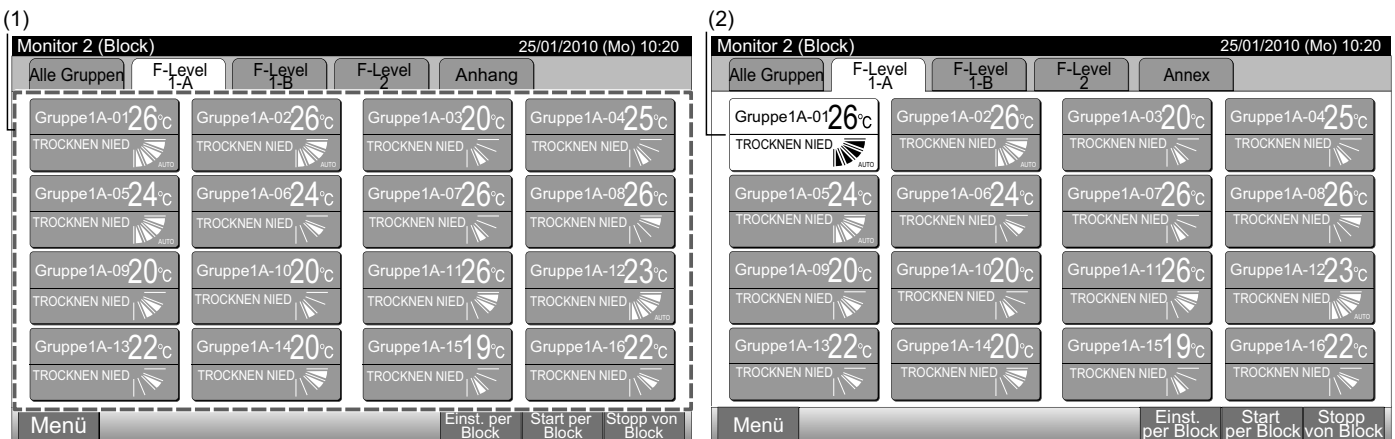 (1)
Monitor 2 (Block) 25/01/2010 (Mo) 10:20
Alle Gruppen F-Level 1-A F-Level 1-B F-Level 2 Anhang
Gruppe1A-01 26°C Gruppe1A-02 26°C Gruppe1A-03 20°C Gruppe1A-04 25°C
TROCKNEN NIED AUTO TROCKNEN NIED AUTO TROCKNEN NIED TROCKNEN NIED
Gruppe1A-05 24°C Gruppe1A-06 24°C Gruppe1A-07 26°C Gruppe1A-08 26°C
TROCKNEN NIED AUTO TROCKNEN NIED TROCKNEN NIED TROCKNEN NIED
Gruppe1A-09 20°C Gruppe1A-10 20°C Gruppe1A-11 26°C Gruppe1A-12 23°C
TROCKNEN NIED TROCKNEN NIED TROCKNEN NIED TROCKNEN NIED AUTO
Gruppe1A-13 22°C Gruppe1A-14 20°C Gruppe1A-15 19°C Gruppe1A-16 22°C
TROCKNEN NIED TROCKNEN NIED TROCKNEN NIED TROCKNEN NIED
Menü Einst. per Block Start per Block Stopp von Block
(2)
Monitor 2 (Block) 25/01/2010 (Mo) 10:20
Alle Gruppen F-Level 1-A F-Level 1-B F-Level 2 Annex
Gruppe1A-01 26°C Gruppe1A-02 26°C Gruppe1A-03 20°C Gruppe1A-04 25°C
TROCKNEN NIED AUTO TROCKNEN NIED AUTO TROCKNEN NIED TROCKNEN NIED
Gruppe1A-05 24°C Gruppe1A-06 24°C Gruppe1A-07 26°C Gruppe1A-08 26°C
TROCKNEN NIED AUTO TROCKNEN NIED TROCKNEN NIED TROCKNEN NIED
Gruppe1A-09 20°C Gruppe1A-10 20°C Gruppe1A-11 26°C Gruppe1A-12 23°C
TROCKNEN NIED TROCKNEN NIED TROCKNEN NIED TROCKNEN NIED AUTO
Gruppe1A-13 22°C Gruppe1A-14 20°C Gruppe1A-15 19°C Gruppe1A-16 22°C
TROCKNEN NIED TROCKNEN NIED TROCKNEN NIED TROCKNEN NIED
Menü Einst. per Block Start per Block Stopp von Block